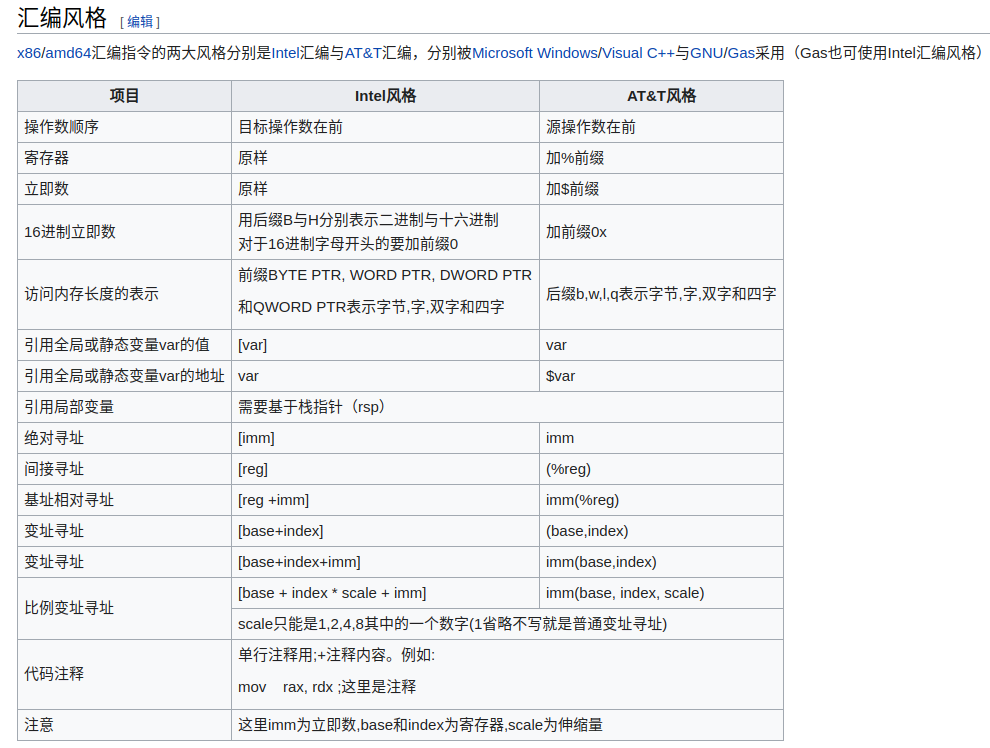 汇编风格 [ 编辑 ]
x86/amd64汇编指令的两大风格分别是Intel汇编与AT&T汇编，分别被Microsoft Windows/Visual C++与GNU/Gas采用（Gas也可使用Intel汇编风格）
项目 Intel风格 AT&T风格
操作数顺序 目标操作数在前 源操作数在前
寄存器 原样 加%前缀
立即数 原样 加$前缀
16进制立即数 用后缀B与H分别表示二进制与十六进制
对于16进制字母开头的要加前缀0 加前缀0x
访问内存长度的表示 前缀BYTE PTR, WORD PTR, DWORD PTR
和QWORD PTR表示字节,字,双字和四字 后缀b,w,l,q表示字节,字,双字和四字
引用全局或静态变量var的值 [var] var
引用全局或静态变量var的地址 var $var
引用局部变量 需要基于栈指针（rsp）
绝对寻址 [imm] imm
间接寻址 [reg] (%reg)
基址相对寻址 [reg +imm] imm(%reg)
变址寻址 [base+index] (base,index)
变址寻址 [base+index+imm] imm(base,index)
比例变址寻址 [base + index * scale + imm] imm(base, index, scale)
scale只能是1,2,4,8其中的一个数字(1省略不写就是普通变址寻址)
代码注释 单行注释用;+注释内容。例如:
mov rax, rdx ;这里是注释
注意 这里imm为立即数,base和index为寄存器,scale为伸缩量